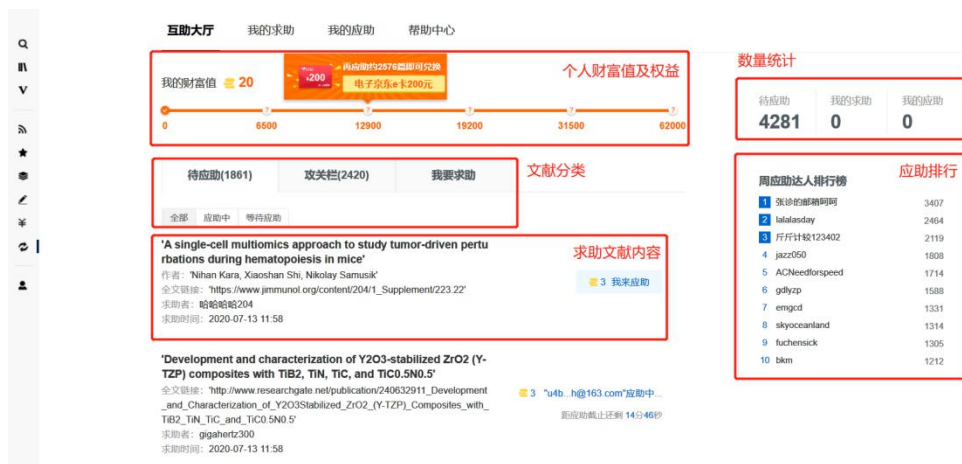 互助大厅 我的求助 我的应助 帮助中心
我的财富值 20
再应助约2576篇即可兑换
200
电子京东e卡200元
个人财富值及权益
0 6500 12900 19200 31500 62000
数量统计
待应助 我的求助 我的应助
4281 0 0
待应助(1861) 攻关栏(2420) 我要求助
文献分类
全部 应助中 等待应助
'A single-cell multiomics approach to study tumor-driven pertu
rbations during hematopoiesis in mice'
作者: 'Nihan Kara, Xiaoshan Shi, Nikolay Samusik'
全文链接: 'https://www.jimmunol.org/content/204/1_Supplement/223.22'
求助者: 哈哈哈哈204
求助时间: 2020-07-13 11:58
求助文献内容
3 我来应助
'Development and characterization of Y2O3-stabilized ZrO2 (Y-
TZP) composites with TiB2, TiN, TiC, and TiC0.5N0.5'
全文链接: 'http://www.researchgate.net/publication/240632911_Development
_and_Characterization_of_Y2O3Stabilized_ZrO2_(Y-TZP)_Composites_with_
TiB2_TiN_TiC_and_TiC0.5N0.5'
求助者: gigahertz300
求助时间: 2020-07-13 11:58
3 "u4b...h@163.com"应助中...
距应助截止还剩 14分46秒
应助排行
周应助达人排行榜
1 张诊的邮箱呵呵 3407
2 lalalasday 2464
3 斤斤计较123402 2119
4 jazz050 1808
5 ACNeedforspeed 1714
6 gdlyzp 1588
7 emgcd 1331
8 skyoceanland 1314
9 fuchensick 1305
10 bkm 1212